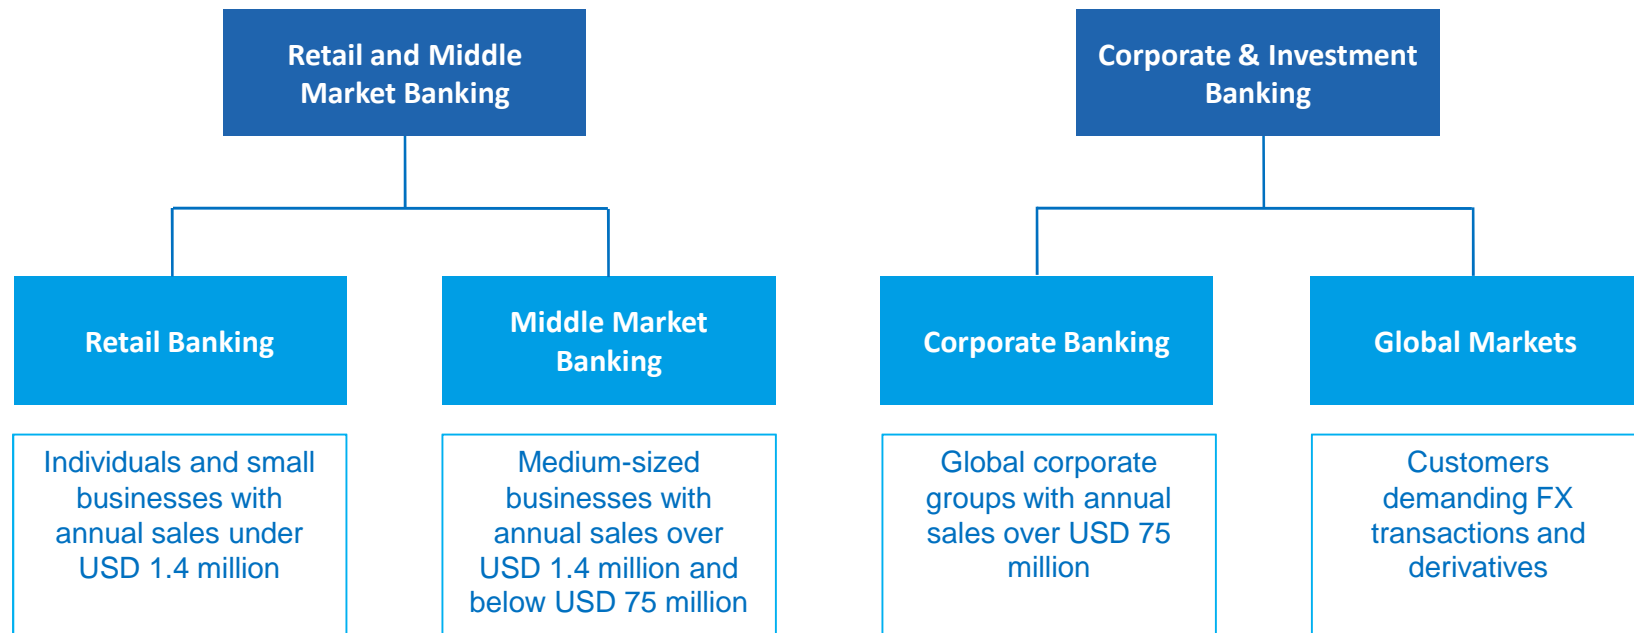 Retail and Middle
Market Banking
Corporate & Investment
Banking
Retail Banking
Middle Market
Banking
Corporate Banking
Global Markets
Individuals and small
businesses with
annual sales under
USD 1.4 million
Medium-sized
businesses with
annual sales over
USD 1.4 million and
below USD 75 million
Global corporate
groups with annual
sales over USD 75
million
Customers
demanding FX
transactions and
derivatives